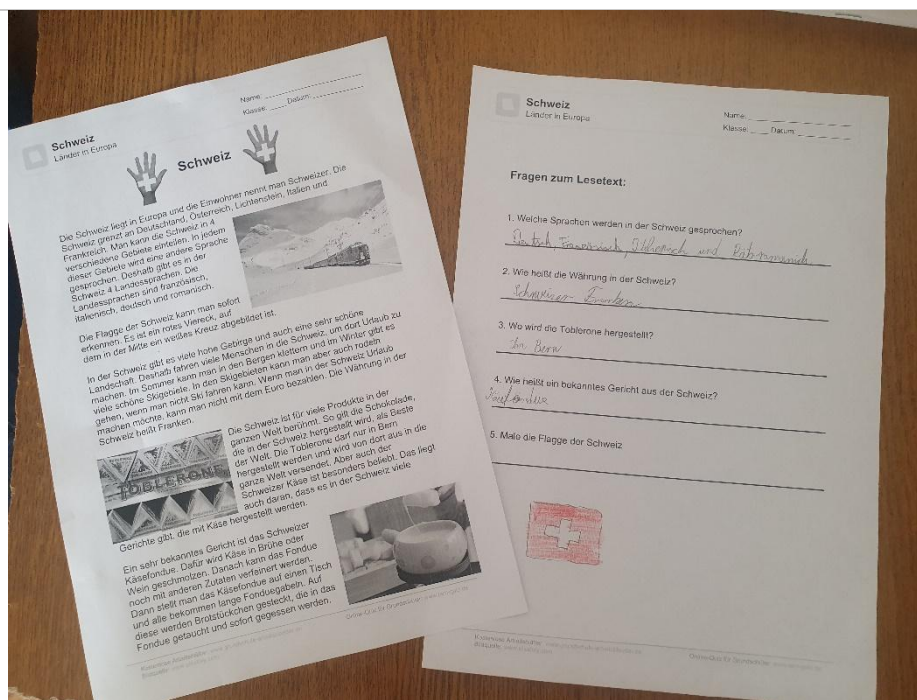 Schweiz
Länder in Europa
Name:
Klasse: Datum:
Schweiz
Die Schweiz liegt in Europa und die Einwohner nennt man Schweizer. Die
Schweiz grenzt an Deutschland, Österreich, Lichtenstein, Italien und
Frankreich. Man kann die Schweiz in 4
verschiedene Gebiete einteilen. In jedem
dieser Gebiete wird eine andere Sprache
gesprochen. Deshalb gibt es in der
Schweiz 4 Landessprachen. Die
Landessprachen sind französisch,
italienisch, deutsch und romanisch.
Die Flagge der Schweiz kann man sofort
erkennen. Es ist ein rotes Viereck, auf
dem in der Mitte ein weißes Kreuz abgebildet ist.
In der Schweiz gibt es viele hohe Gebirge und auch eine sehr schöne
Landschaft. Deshalb fahren viele Menschen in die Schweiz, um dort Urlaub zu
machen. Im Sommer kann man in den Bergen klettern und im Winter gibt es
viele schöne Skigebiete. In den Skigebieten kann man aber auch rodeln
gehen, wenn man nicht Ski fahren kann. Wenn man in der Schweiz Urlaub
machen möchte, kann man nicht mit dem Euro bezahlen. Die Währung in der
Schweiz heißt Franken.
Die Schweiz ist für viele Produkte in der
ganzen Welt berühmt. So gilt die Schokolade,
die in der Schweiz hergestellt wird, als Beste
der Welt. Die Toblerone darf nur in Bern
hergestellt werden und wird von dort aus in die
ganze Welt versendet. Aber auch der
Schweizer Käse ist besonders beliebt. Das liegt
auch daran, dass es in der Schweiz viele
Gerichte gibt, die mit Käse hergestellt werden.
TOBLERONE
Ein sehr bekanntes Gericht ist das Schweizer
Käsefondue. Dafür wird Käse in Brühe oder
Wein geschmolzen. Danach kann das Fondue
noch mit anderen Zutaten verfeinert werden.
Dann stellt man das Käsefondue auf einen Tisch
und alle bekommen lange Fonduegabeln. Auf
diese werden Brotstückchen gesteckt, die in das
Fondue getaucht und sofort gegessen werden.
Schweiz
Länder in Europa
Name:
Klasse: Datum:
Fragen zum Lesetext:
1. Welche Sprachen werden in der Schweiz gesprochen?
Deutsch, Französisch, Italienisch und
2. Wie heißt die Währung in der Schweiz?
Schweizer Franken
3. Wo wird die Toblerone hergestellt?
In Bern
4. Wie heißt ein bekanntes Gericht aus der Schweiz?
5. Male die Flagge der Schweiz